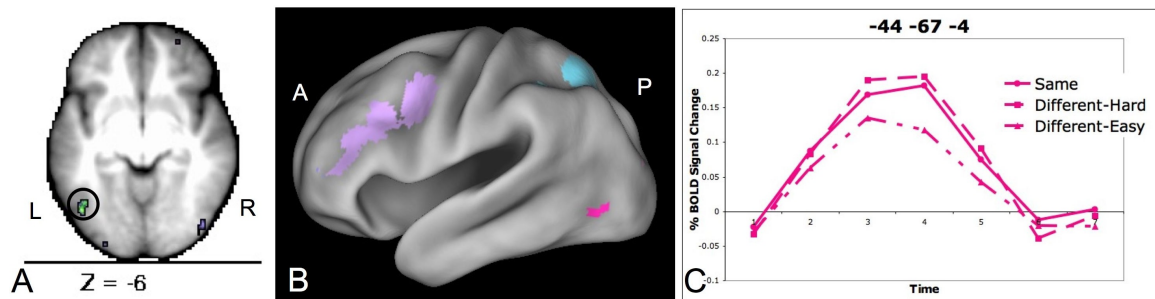 L
R
A
Z = -6
A
P
B
-44 -67 -4
% BOLD Signal Change
0.25
0.2
0.15
0.1
0.05
0
-0.05
-0.1
1
2
3
4
5
7
Same
Different-Hard
Different-Easy
Time
C